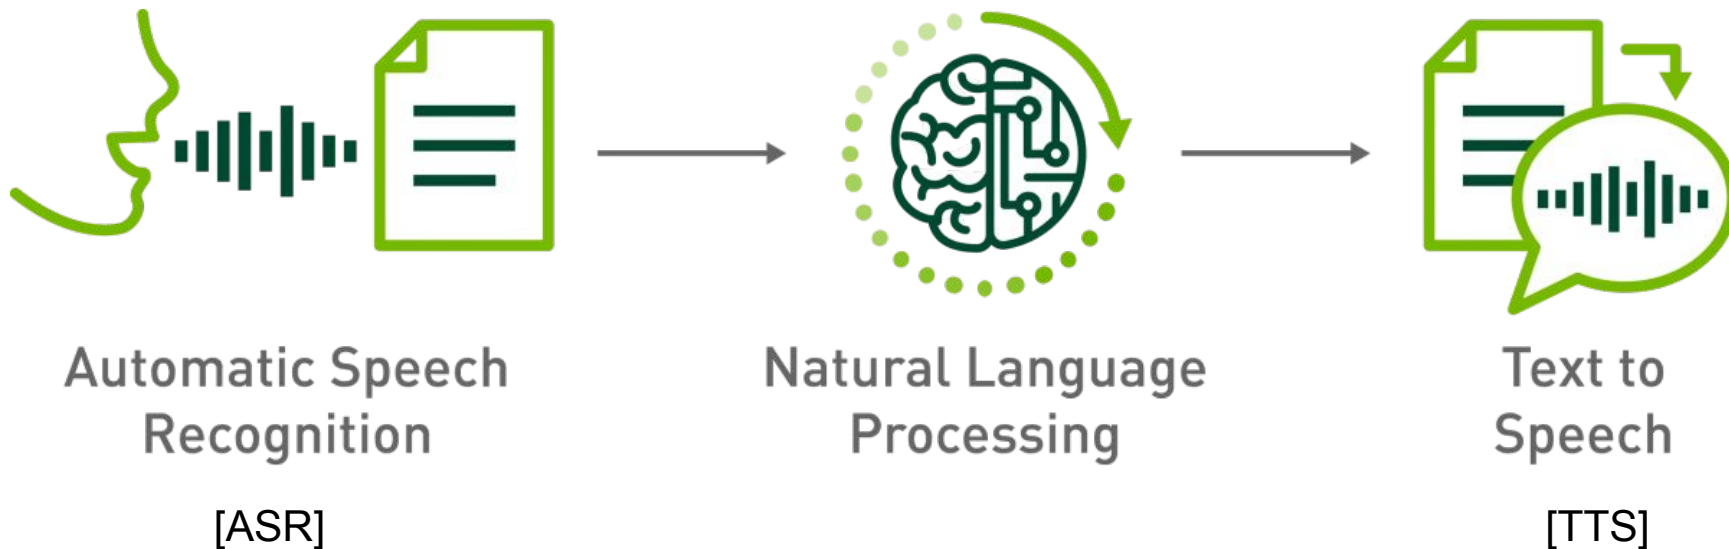 Automatic Speech
Recognition
[ASR]
Natural Language
Processing
Text to
Speech
[TTS]